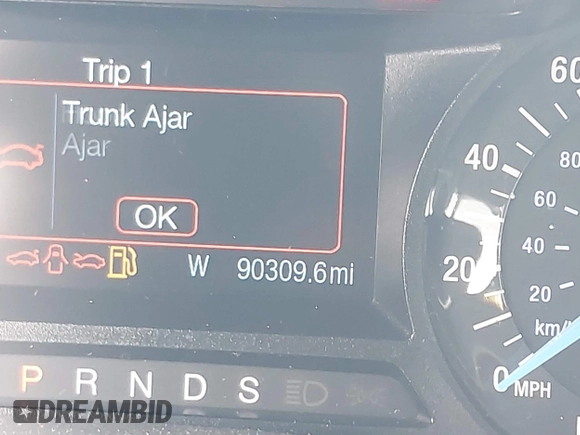 Trip 1
Trunk Ajar
Ajar
OK
W 90309.6mi
P R N D S
60
40
20
0 MPH
80
60
40
20
km/
DREAMBID